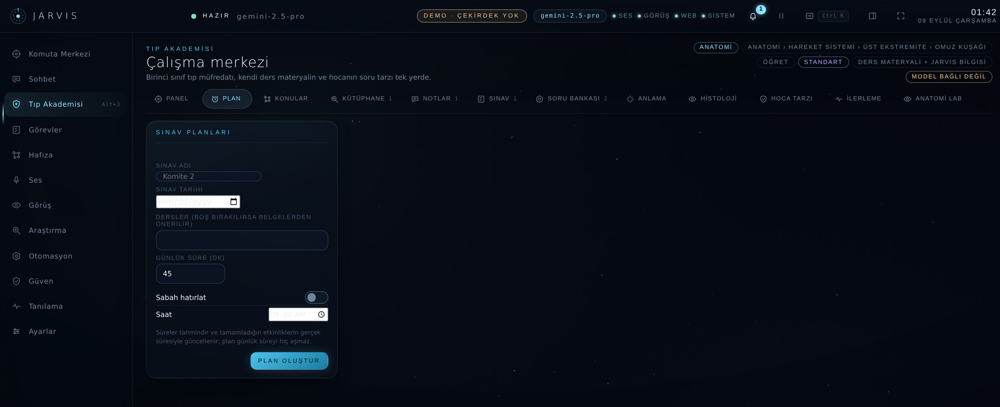 JARVIS
HAZIR gemini-2.5-pro
DEMO · ÇEKİRDEK YOK
gemini-2.5-pro
SES
GÖRÜŞ
WEB
SİSTEM
1
Ctrl K
01:42
09 EYLÜL ÇARŞAMBA
Komuta Merkezi
Sohbet
Tıp Akademisi Alt+3
Görevler
Hafıza
Ses
Görüş
Araştırma
Otomasyon
Güven
Tanılama
Ayarlar
TIP AKADEMİSİ
Çalışma merkezi
Birinci sınıf tıp müfredatı, kendi ders materyalin ve hocanın soru tarzı tek yerde.
ANATOMİ
ANATOMİ › HAREKET SİSTEMİ › ÜST EKSTREMİTE › OMUZ KUŞAĞI
ÖĞRET
STANDART
DERS MATERYALİ + JARVIS BİLGİSİ
MODEL BAĞLI DEĞİL
PANEL
PLAN
KONULAR
KÜTÜPHANE 1
NOTLAR 1
SINAV 1
SORU BANKASI 2
ANLAMA
HİSTOLOJİ
HOCA TARZI
İLERLEME
ANATOMİ LAB
SINAV PLANLARI
SINAV ADI
Komite 2
SINAV TARİHİ
mm/dd/yyyy
DERSLER (BOŞ BIRAKILIRSA BELGELERDEN
ÖNERİLİR)
GÜNLÜK SÜRE (DK)
45
Sabah hatırlat
Saat 09:00 AM
Süreler tahmindir ve tamamladığın etkinliklerin gerçek
süresiyle güncellenir; plan günlük süreyi hiç aşmaz.
PLAN OLUŞTUR